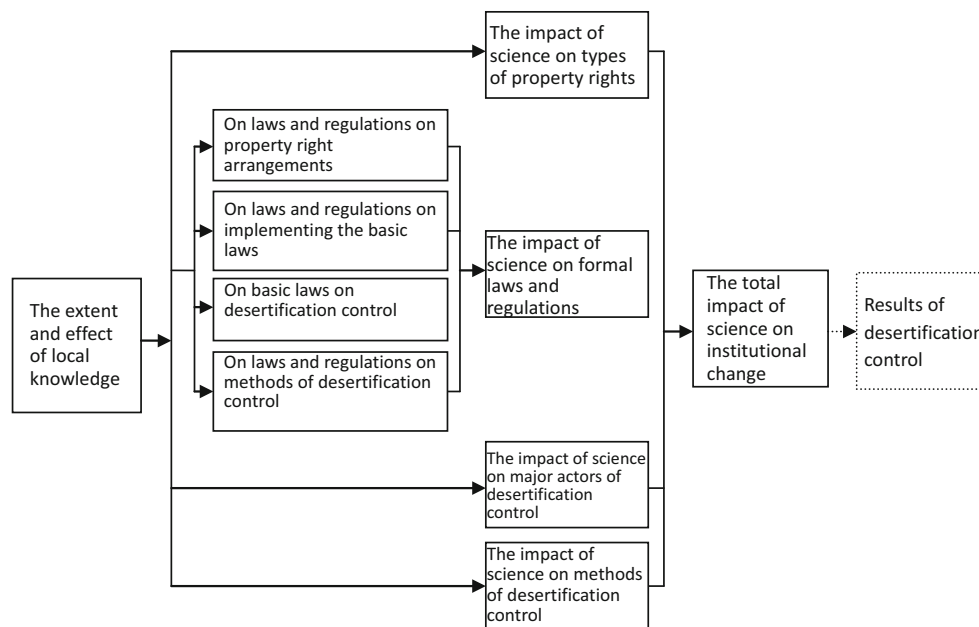 The extent
and effect
of local
knowledge
The impact of
science on types
of property rights
On laws and regulations on
property right
arrangements
On laws and regulations on
implementing the basic
laws
On basic laws on
desertification control
On laws and regulations on
methods of desertification
control
The impact of
science on formal
laws and
regulations
The impact of science
on major actors of
desertification
control
The impact of
science on methods
of desertification
control
The total
impact of
science on
institutional
change
Results of
desertification
control